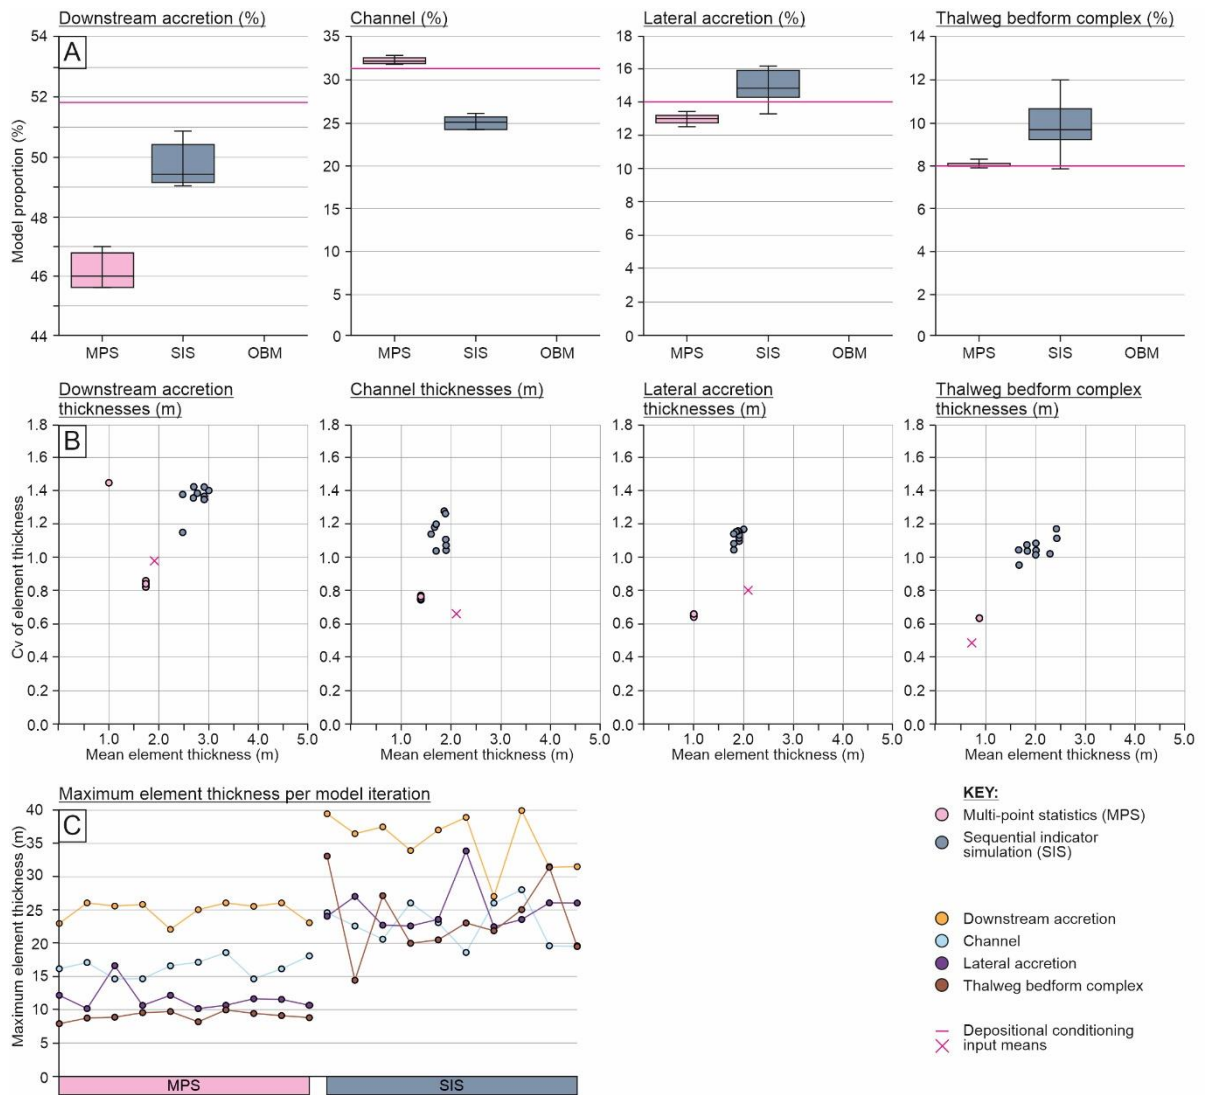 Downstream accretion (%)
Channel (%)
Lateral accretion (%)
Thalweg bedform complex (%)
A
Model proportion (%)
54
52
50
48
46
44
MPS SIS OBM
35
30
25
20
15
10
5
0
MPS SIS OBM
18
16
14
12
10
8
6
4
2
0
MPS SIS OBM
14
12
10
8
6
4
2
0
MPS SIS OBM
Downstream accretion
thicknesses (m)
Channel thicknesses (m)
Lateral accretion
thicknesses (m)
Thalweg bedform complex
thicknesses (m)
B
Cv of element thickness
1.8
1.6
1.4
1.2
1.0
0.8
0.6
0.4
0.2
0.0
1.0 2.0 3.0 4.0 5.0
Mean element thickness (m)
1.8
1.6
1.4
1.2
1.0
0.8
0.6
0.4
0.2
0.0
1.0 2.0 3.0 4.0 5.0
Mean element thickness (m)
1.8
1.6
1.4
1.2
1.0
0.8
0.6
0.4
0.2
0.0
1.0 2.0 3.0 4.0 5.0
Mean element thickness (m)
1.8
1.6
1.4
1.2
1.0
0.8
0.6
0.4
0.2
0.0
1.0 2.0 3.0 4.0 5.0
Mean element thickness (m)
Maximum element thickness per model iteration
C
Maximum element thickness (m)
40
35
30
25
20
15
10
5
0
MPS
SIS
KEY:
Multi-point statistics (MPS)
Sequential indicator
simulation (SIS)
Downstream accretion
Channel
Lateral accretion
Thalweg bedform complex
Depositional conditioning
input means